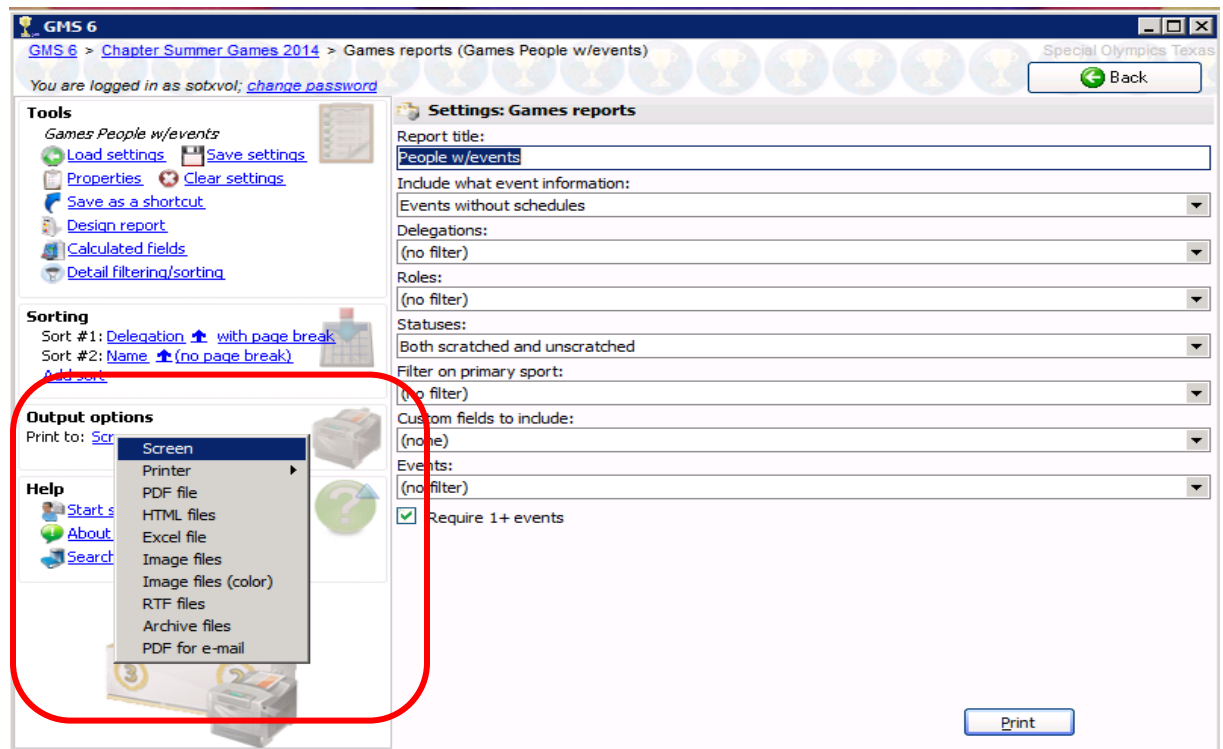 GMS 6
GMS 6 > Chapter Summer Games 2014 > Games reports (Games People w/events)
Special Olympics Texas
You are logged in as sotxvol; change password
Back
Tools
Games People w/events
Load settings Save settings
Properties Clear settings
Save as a shortcut
Design report
Calculated fields
Detail filtering/sorting
Sorting
Sort #1: Delegation with page break
Sort #2: Name (no page break)
Add sort
Output options
Print to: Scr
Screen
Printer
PDF file
HTML files
Excel file
Image files
Image files (color)
RTF files
Archive files
PDF for e-mail
Help
Start s
About
Search
3 2
Settings: Games reports
Report title:
People w/events
Include what event information:
Events without schedules
Delegations:
(no filter)
Roles:
(no filter)
Statuses:
Both scratched and unscratched
Filter on primary sport:
(no filter)
Custom fields to include:
(none)
Events:
(no filter)
Require 1+ events
Print